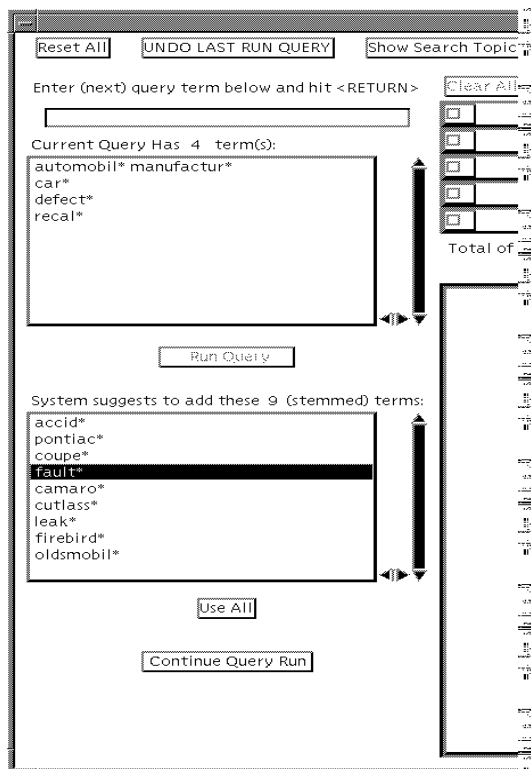 Reset All
UNDO LAST RUN QUERY
Show Search Topic
Enter (next) query term below and hit <RETURN>
Clear All
Current Query Has 4 term(s):
automobil* manufactur*
car*
defect*
recal*
Total of
Run Query
System suggests to add these 9 (stemmed) terms:
accid*
pontiac*
coupe*
fault*
camaro*
cutlass*
leak*
firebird*
oldsmobil*
Use All
Continue Query Run